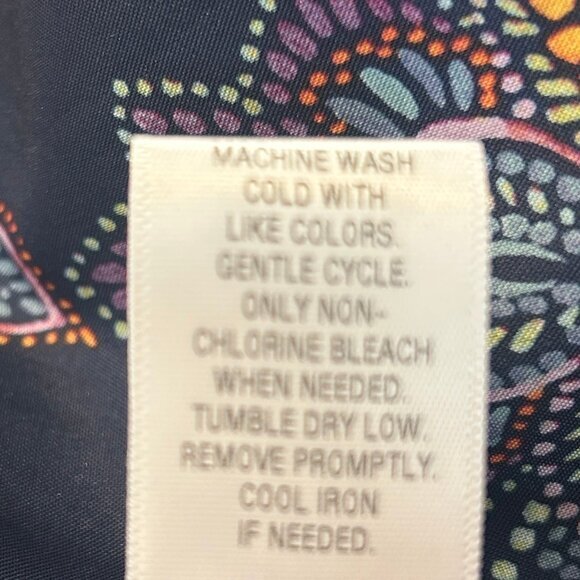 MACHINE WASH
COLD WITH
LIKE COLORS.
GENTLE CYCLE.
ONLY NON-
CHLORINE BLEACH
WHEN NEEDED.
TUMBLE DRY LOW.
REMOVE PROMPTLY.
COOL IRON
IF NEEDED.